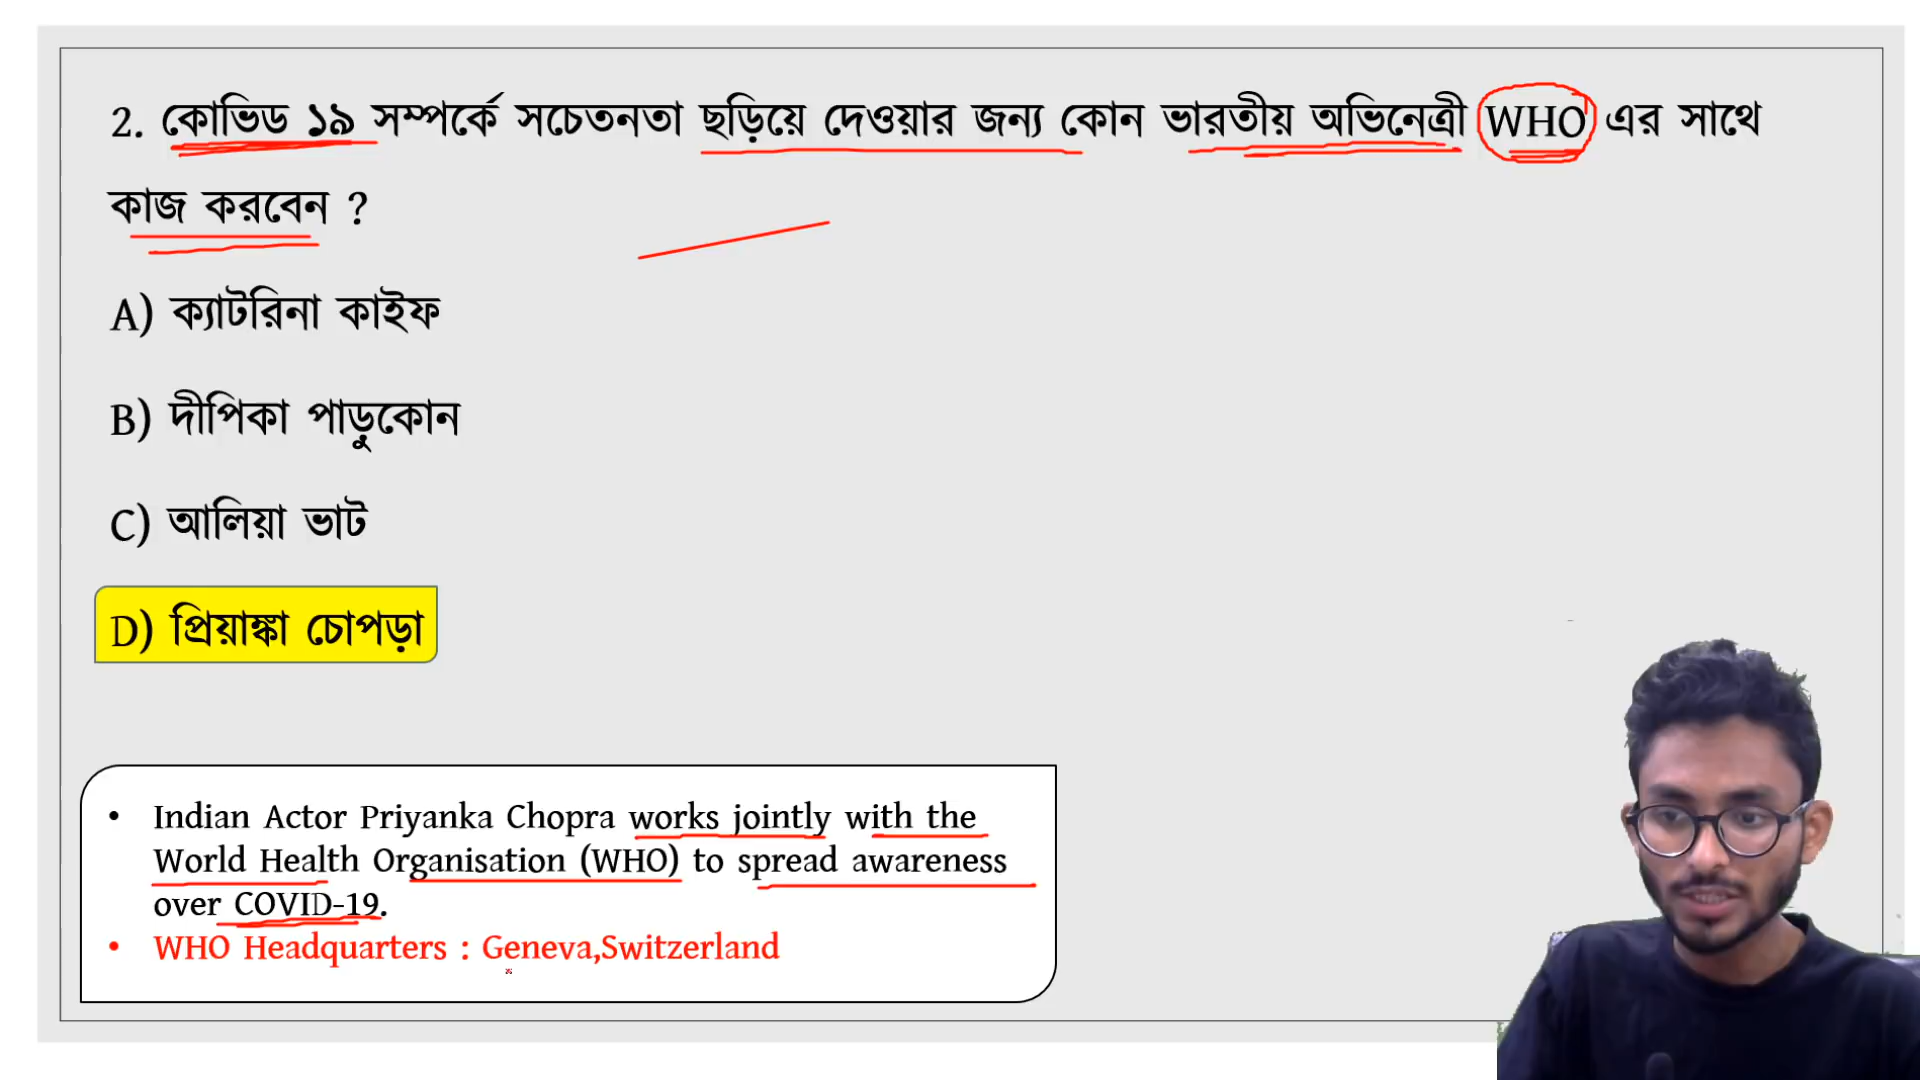 2. কোভিড ১৯ সম্পর্কে সচেতনতা ছড়িয়ে দেওয়ার জন্য কোন ভারতীয় অভিনেত্রী WHO এর সাথে
কাজ করবেন ?
A) ক্যাটরিনা কাইফ
B) দীপিকা পাড়ুকোন
C) আলিয়া ভাট
D) প্রিয়াঙ্কা চোপড়া
• Indian Actor Priyanka Chopra works jointly with the
World Health Organisation (WHO) to spread awareness
over COVID-19.
• WHO Headquarters : Geneva,Switzerland